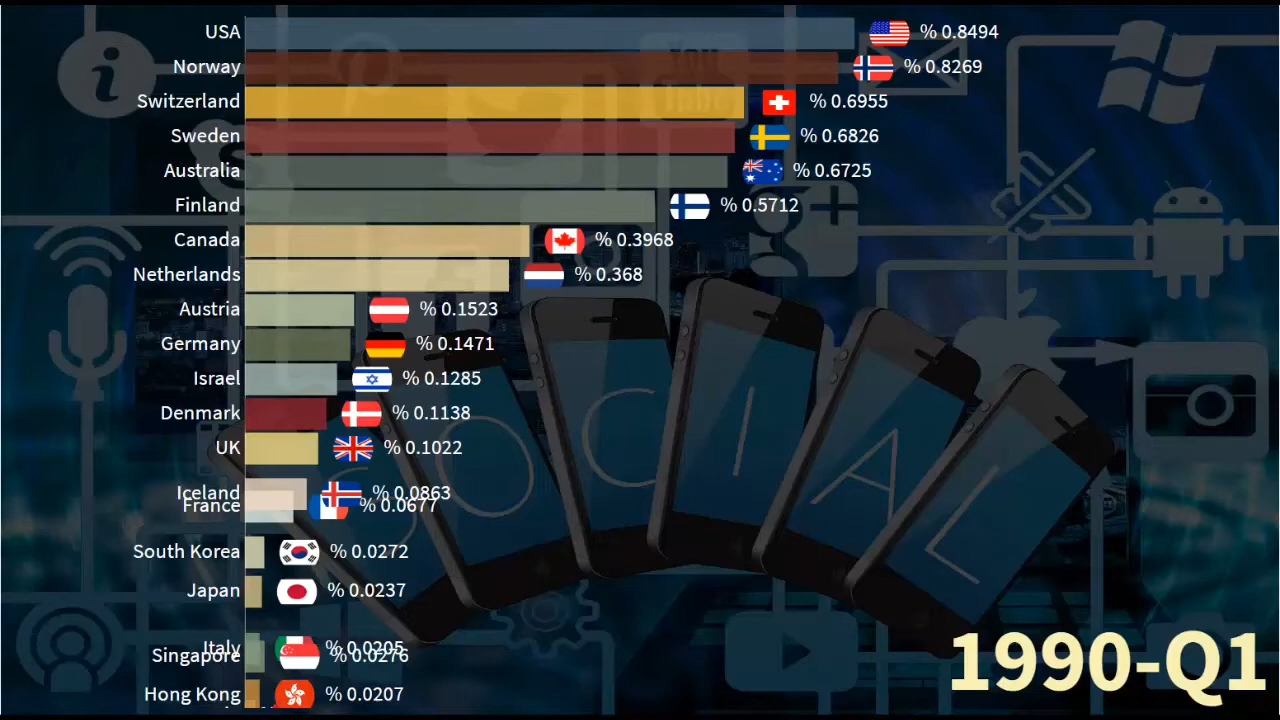 USA % 0.8494
Norway % 0.8269
Switzerland % 0.6955
Sweden % 0.6826
Australia % 0.6725
Finland % 0.5712
Canada % 0.3968
Netherlands % 0.368
Austria % 0.1523
Germany % 0.1471
Israel % 0.1285
Denmark % 0.1138
UK % 0.1022
Iceland % 0.0863
France % 0.0677
South Korea % 0.0272
Japan % 0.0237
Italy % 0.0205
Singapore % 0.0276
Hong Kong % 0.0207
1990-Q1
SOCIAL
You
Tube